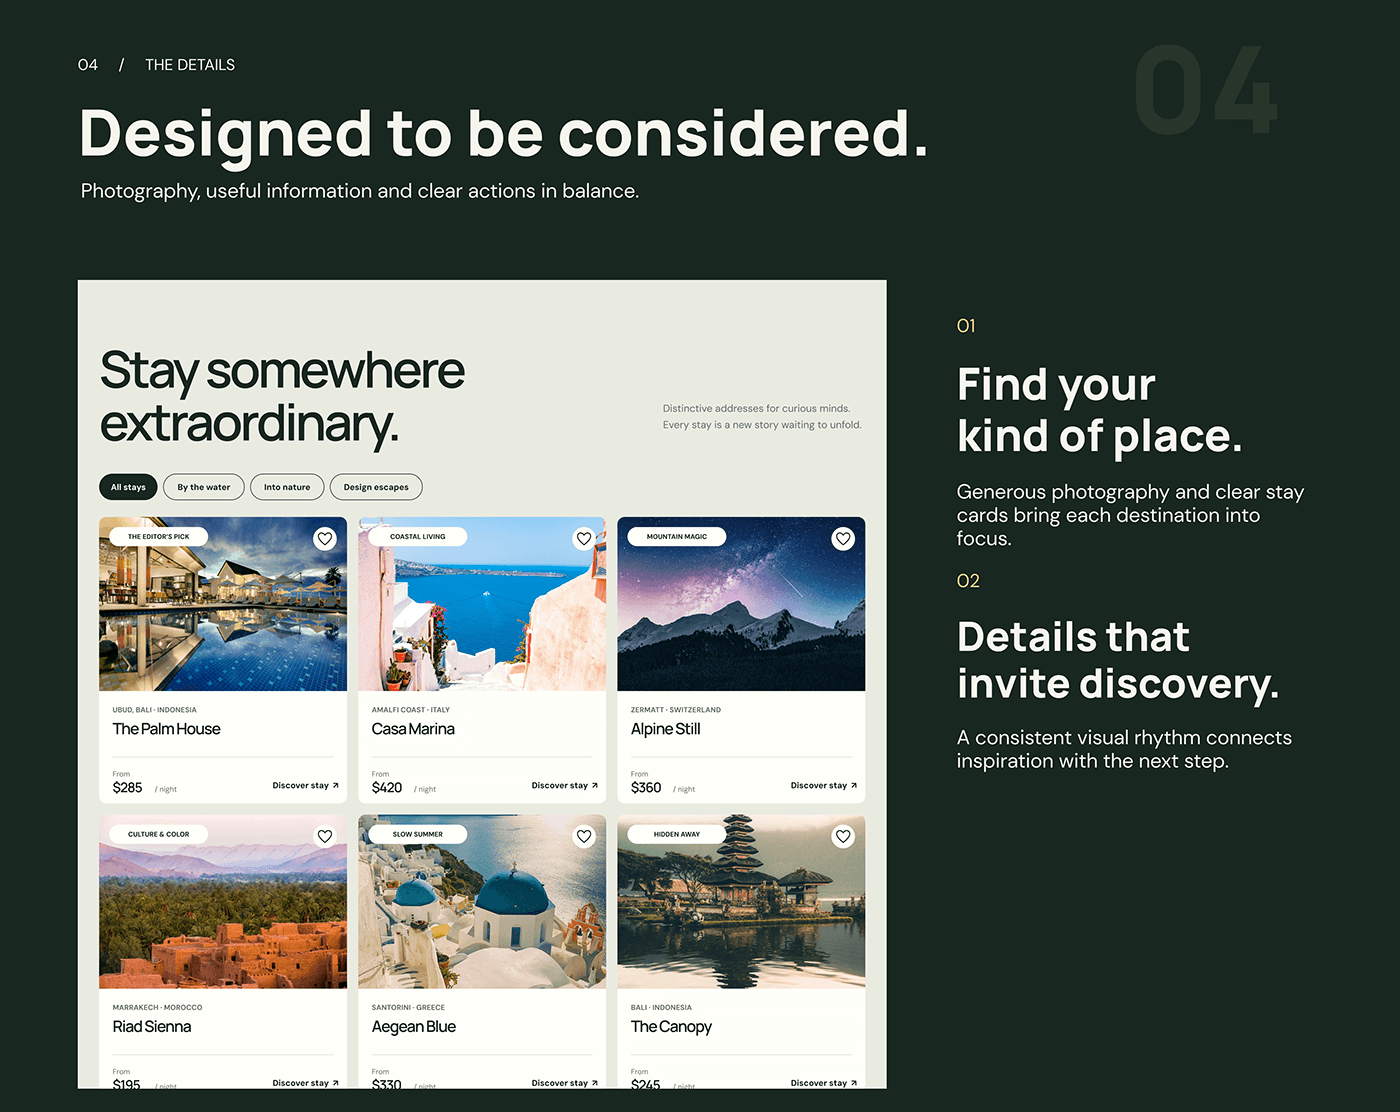 04 / THE DETAILS
04
Designed to be considered.
Photography, useful information and clear actions in balance.
Stay somewhere
extraordinary.
Distinctive addresses for curious minds.
Every stay is a new story waiting to unfold.
All stays
By the water
Into nature
Design escapes
THE EDITOR'S PICK
UBUD, BALI · INDONESIA
The Palm House
From
$285 / night
Discover stay ↗
COASTAL LIVING
AMALFI COAST · ITALY
Casa Marina
From
$420 / night
Discover stay ↗
MOUNTAIN MAGIC
ZERMATT · SWITZERLAND
Alpine Still
From
$360 / night
Discover stay ↗
CULTURE & COLOR
MARRAKECH · MOROCCO
Riad Sienna
From
$195 / night
Discover stay ↗
SLOW SUMMER
SANTORINI · GREECE
Aegean Blue
From
$330 / night
Discover stay ↗
HIDDEN AWAY
BALI · INDONESIA
The Canopy
From
$245 / night
Discover stay ↗
01
Find your
kind of place.
Generous photography and clear stay
cards bring each destination into
focus.
02
Details that
invite discovery.
A consistent visual rhythm connects
inspiration with the next step.